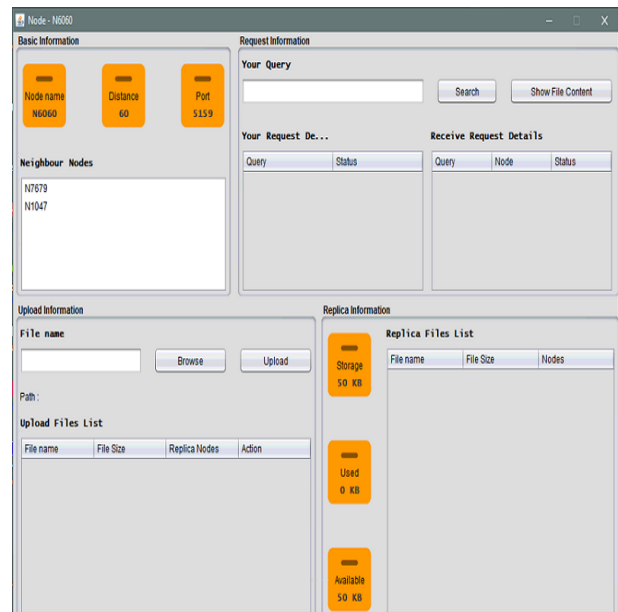 Node - N6060
Basic Information
Node name
N6060
Distance
60
Port
5159
Neighbour Nodes
N7679
N1047
Request Information
Your Query
Search
Show File Content
Your Request De...
Query Status
Receive Request Details
Query Node Status
Upload Information
File name
Browse
Upload
Path :
Upload Files List
File name File Size Replica Nodes Action
Replica Information
Storage
50 KB
Used
0 KB
Available
50 KB
Replica Files List
File name File Size Nodes